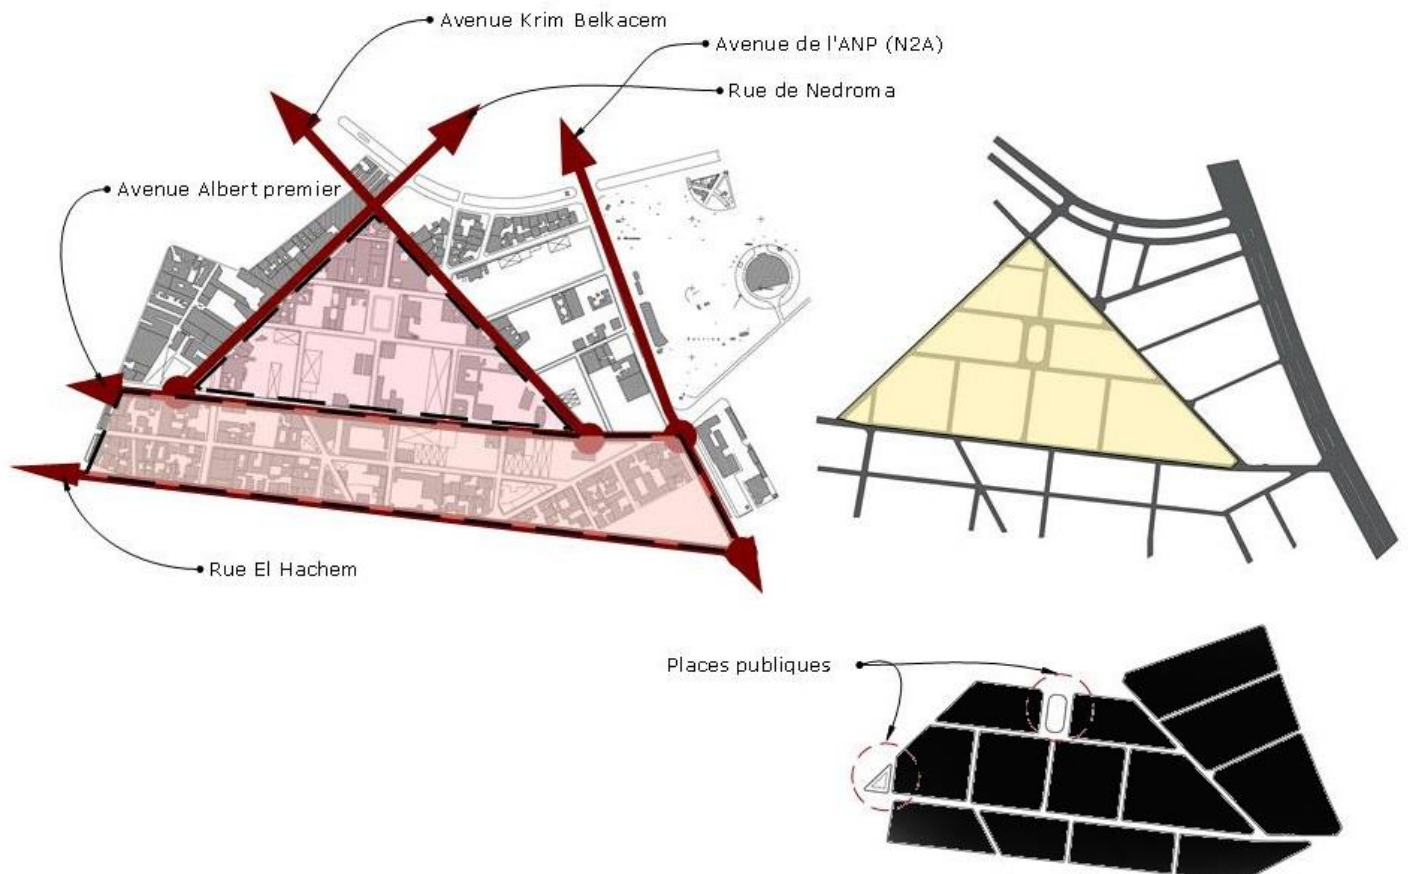 Avenue Krim Belkacem
Avenue de l'ANP (N2A)
Rue de Nedroma
Avenue Albert premier
Rue El Hachem
Places publiques